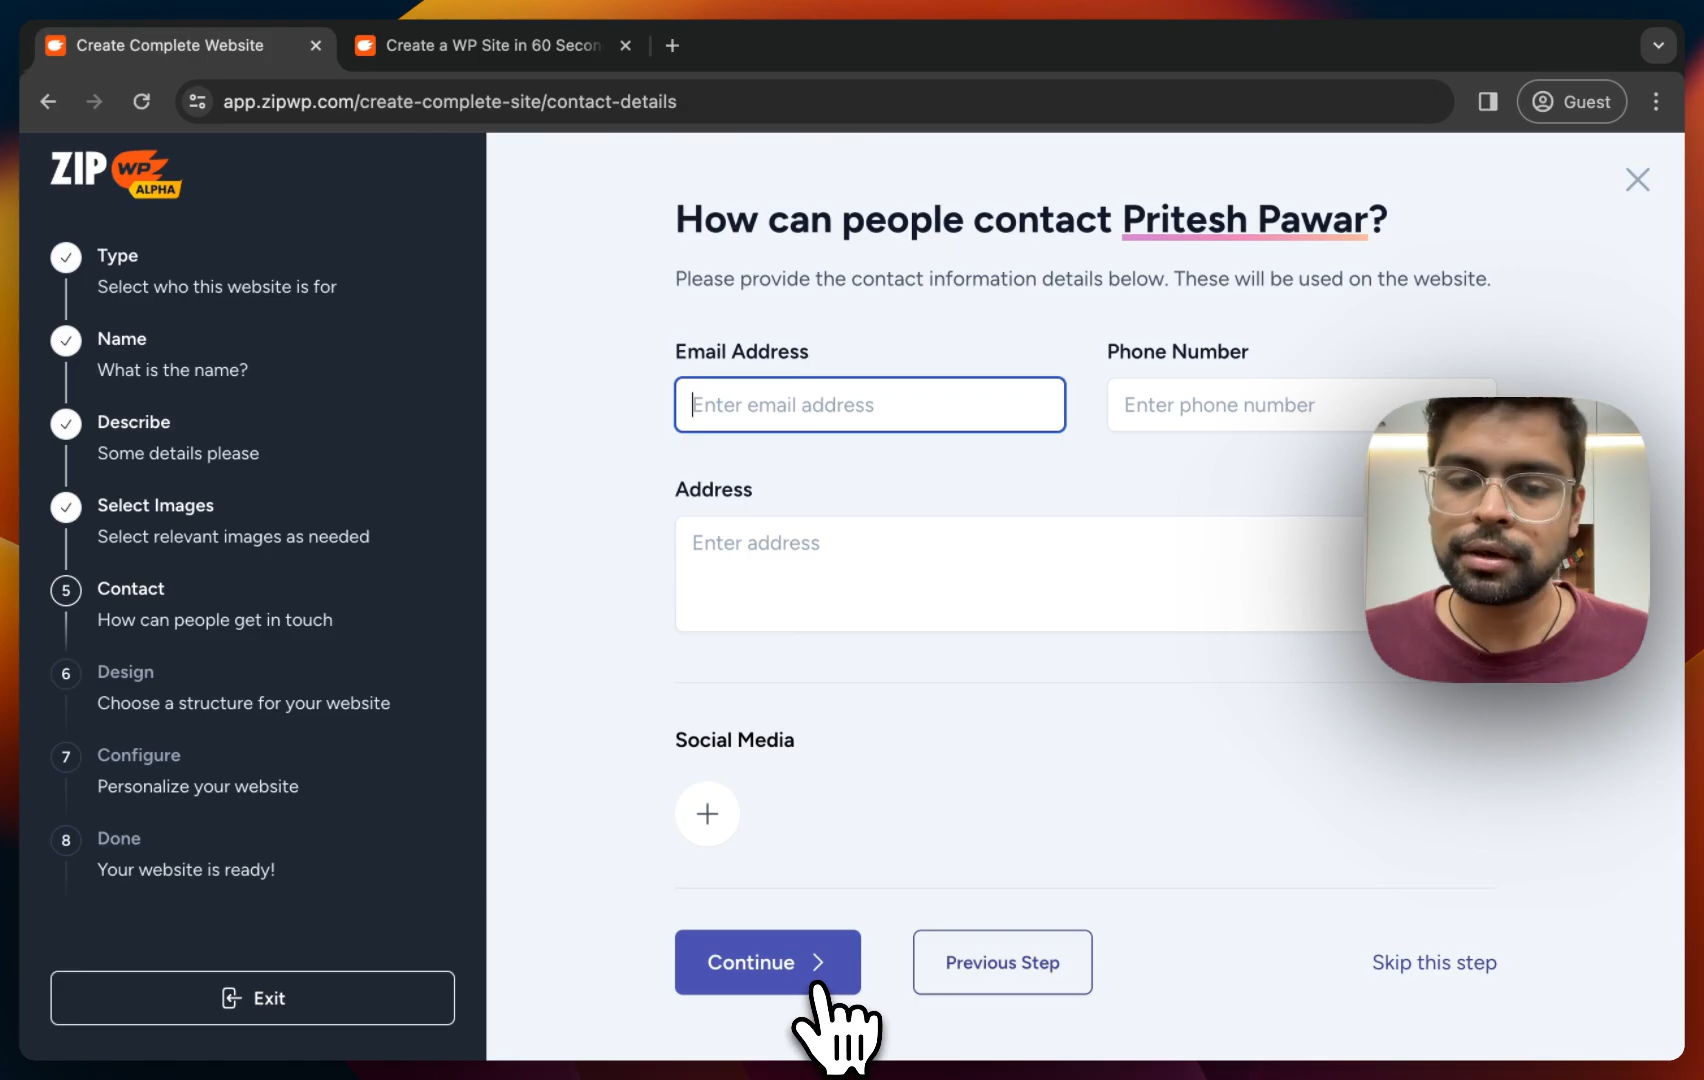 Create Complete Website
Create a WP Site in 60 Secon
app.zipwp.com/create-complete-site/contact-details
Guest
ZIP WP
ALPHA
Type
Select who this website is for
Name
What is the name?
Describe
Some details please
Select Images
Select relevant images as needed
5 Contact
How can people get in touch
6 Design
Choose a structure for your website
7 Configure
Personalize your website
8 Done
Your website is ready!
Exit
How can people contact Pritesh Pawar?
Please provide the contact information details below. These will be used on the website.
Email Address
Phone Number
Enter email address
Enter phone number
Address
Enter address
Social Media
Continue
Previous Step
Skip this step